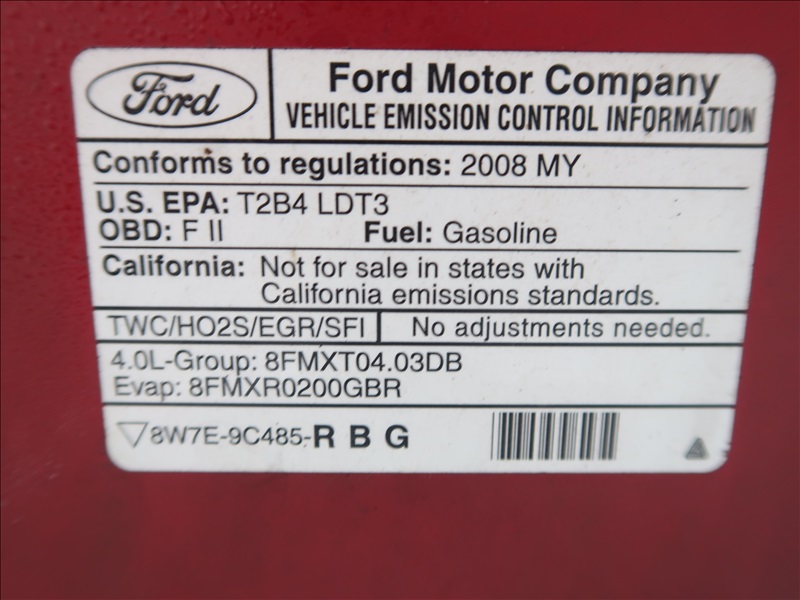 Ford
Ford Motor Company
VEHICLE EMISSION CONTROL INFORMATION
Conforms to regulations: 2008 MY
U.S. EPA: T2B4 LDT3
OBD: F II Fuel: Gasoline
California: Not for sale in states with
California emissions standards.
TWC/HO2S/EGR/SFI No adjustments needed.
4.0L-Group: 8FMXT04.03DB
Evap: 8FMXR0200GBR
▽8W7E-9C485-R B G